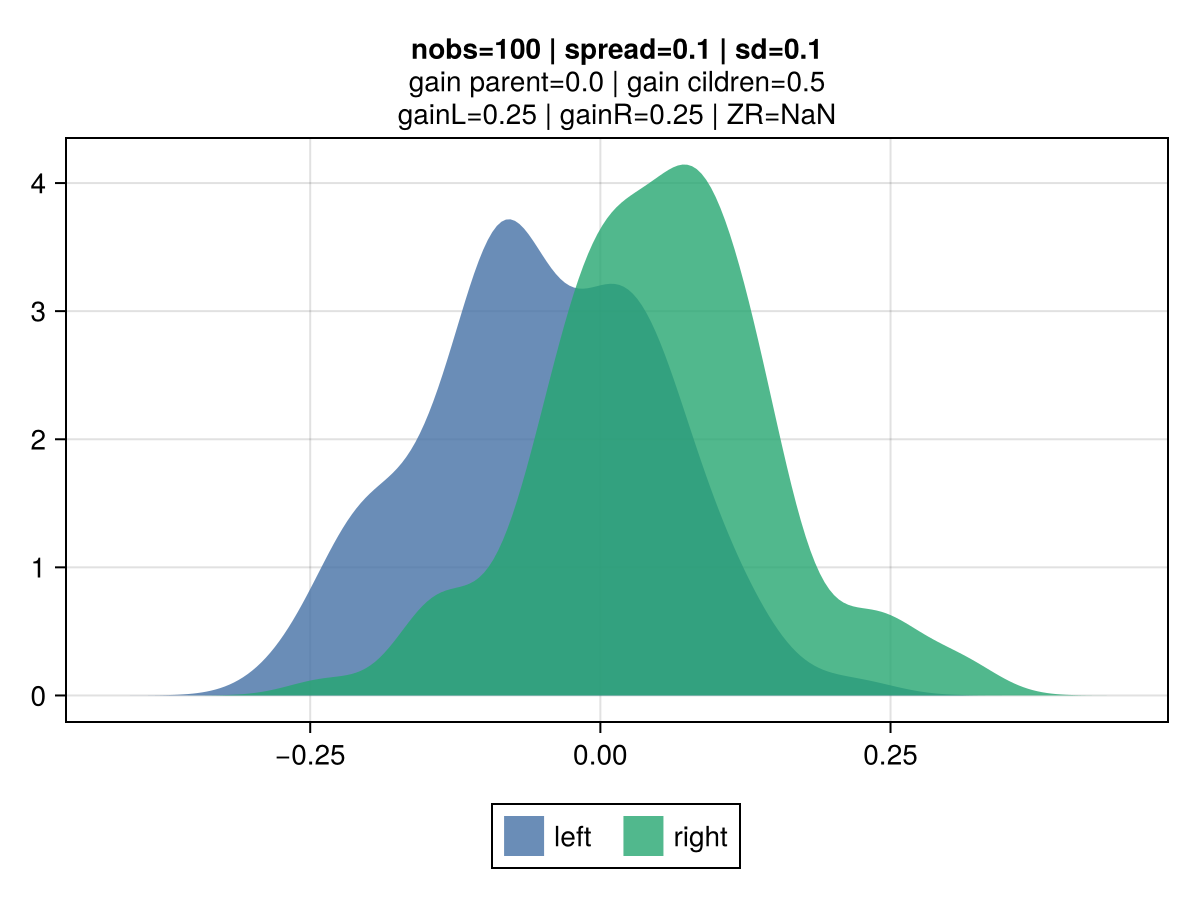 nobs=100 | spread=0.1 | sd=0.1
gain parent=0.0 | gain cildren=0.5
gainL=0.25 | gainR=0.25 | ZR=NaN
4
3
2
1
0
−0.25 0.00 0.25
left right